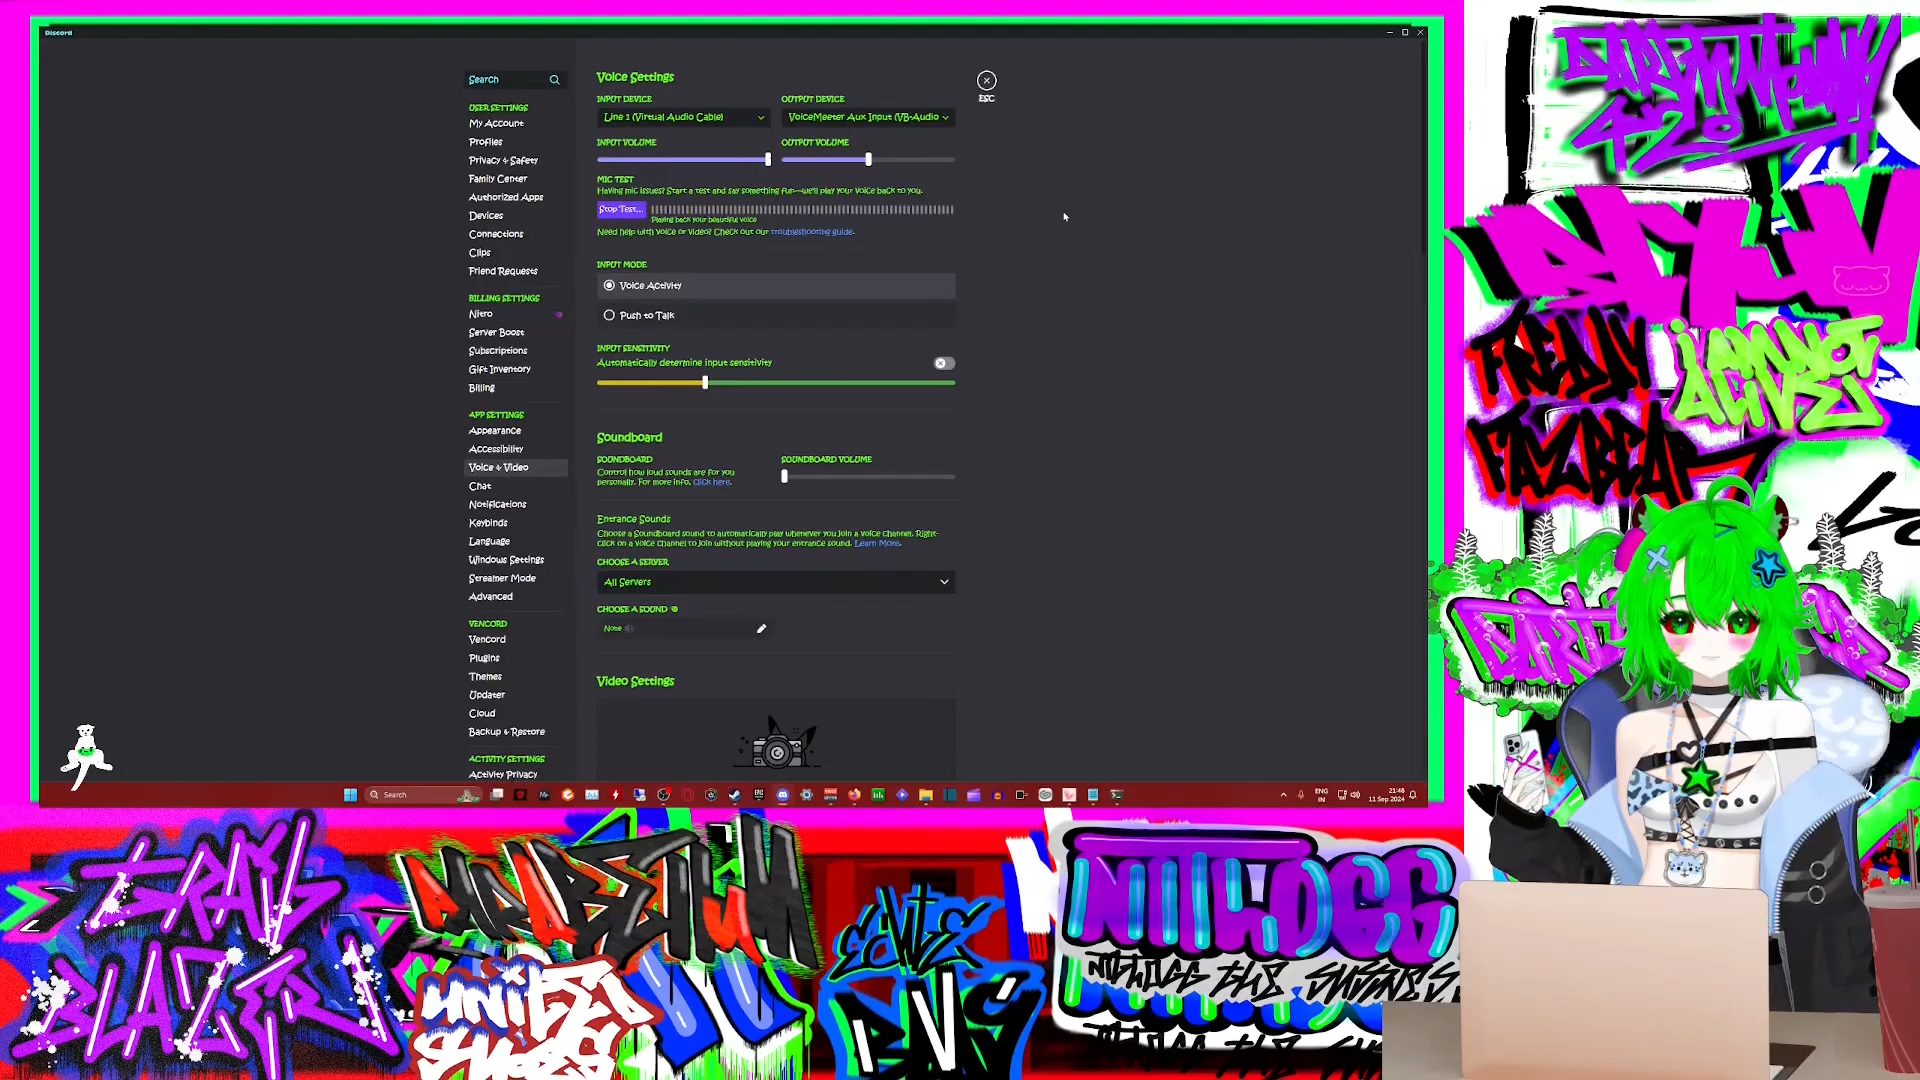 Discord
Search
USER SETTINGS
My Account
Profiles
Privacy & Safety
Family Center
Authorized Apps
Devices
Connections
Clips
Friend Requests
BILLING SETTINGS
Nitro
Server Boost
Subscriptions
Gift Inventory
Billing
APP SETTINGS
Appearance
Accessibility
Voice & Video
Chat
Notifications
Keybinds
Language
Windows Settings
Streamer Mode
Advanced
VENCORD
Vencord
Plugins
Themes
Updater
Cloud
Backup & Restore
ACTIVITY SETTINGS
Activity Privacy
Voice Settings
INPUT DEVICE
Line 1 (Virtual Audio Cable)
OUTPUT DEVICE
VoiceMeeter Aux Input (VB-Audio
INPUT VOLUME
OUTPUT VOLUME
MIC TEST
Having mic issues? Start a test and say something fun—we'll play your voice back to you.
Stop Test...
Playing back your beautiful voice
Need help with voice or video? Check out our troubleshooting guide.
INPUT MODE
Voice Activity
Push to Talk
INPUT SENSITIVITY
Automatically determine input sensitivity
Soundboard
SOUNDBOARD
Control how loud sounds are for you
personally. For more info, click here.
SOUNDBOARD VOLUME
Entrance Sounds
Choose a Soundboard sound to automatically play whenever you join a voice channel. Right-
click on a voice channel to join without playing your entrance sound. Learn More.
CHOOSE A SERVER
All Servers
CHOOSE A SOUND
None
Video Settings
ESC
Search
ENG
IN
21:48
11 Sep 2024
FREDDY
FAZBEAR
I AM NOT
ALIVE